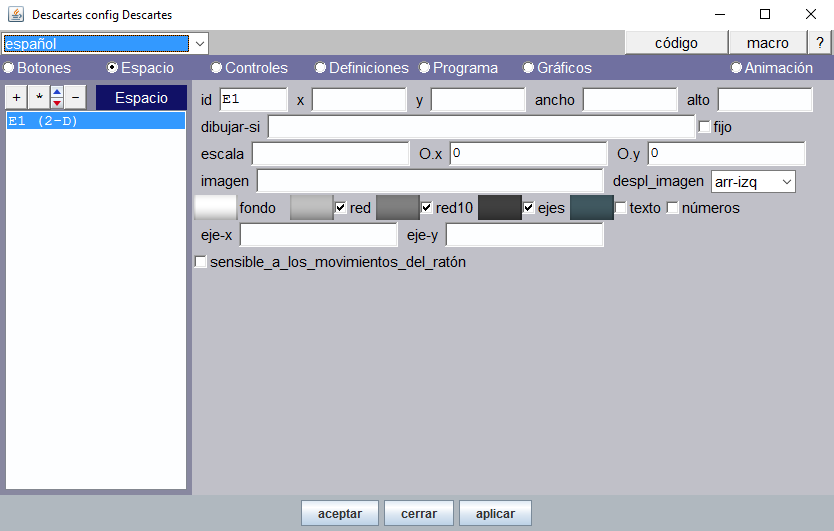 Descartes config Descartes
español código macro ?
Botones Espacio Controles Definiciones Programa Gráficos Animación
+ * - Espacio id E1 x y ancho alto
E1 (2-D) dibujar-si fijo
escala O.x 0 O.y 0
imagen despl_imagen arr-izq
fondo red red10 ejes texto números
eje-x eje-y
sensible_a_los_movimientos_del_ratón
aceptar cerrar aplicar